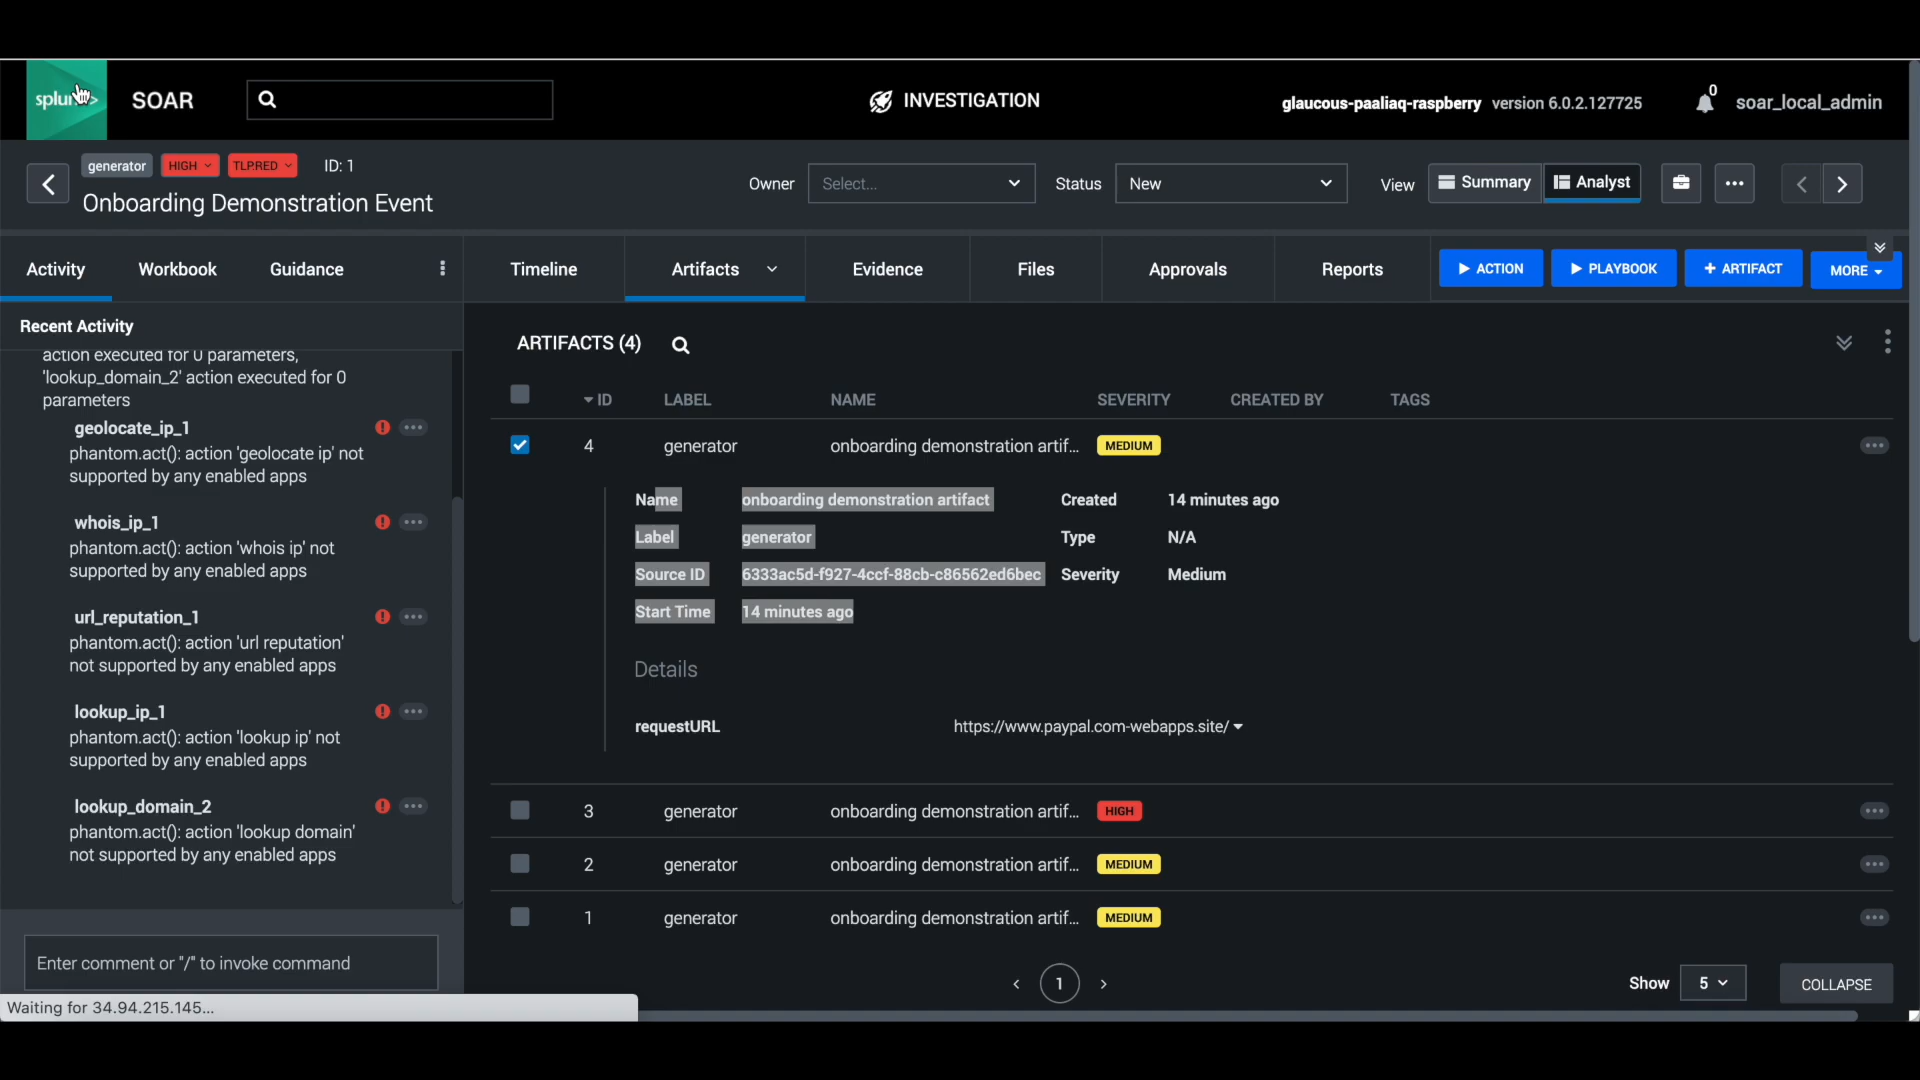 splunk>
SOAR
INVESTIGATION
glaucous-paaliaq-raspberry version 6.0.2.127725
0
soar_local_admin
generator
HIGH
TLP:RED
ID: 1
Onboarding Demonstration Event
Owner
Select...
Status
New
View
Summary
Analyst
Activity
Workbook
Guidance
Timeline
Artifacts
Evidence
Files
Approvals
Reports
ACTION
PLAYBOOK
+ ARTIFACT
MORE
Recent Activity
action executed for 0 parameters,
'lookup_domain_2' action executed for 0
parameters
geolocate_ip_1
phantom.act(): action 'geolocate ip' not
supported by any enabled apps
whois_ip_1
phantom.act(): action 'whois ip' not
supported by any enabled apps
url_reputation_1
phantom.act(): action 'url reputation'
not supported by any enabled apps
lookup_ip_1
phantom.act(): action 'lookup ip' not
supported by any enabled apps
lookup_domain_2
phantom.act(): action 'lookup domain'
not supported by any enabled apps
Enter comment or "/" to invoke command
Waiting for 34.94.215.145...
ARTIFACTS (4)
ID LABEL NAME SEVERITY CREATED BY TAGS
4 generator onboarding demonstration artif... MEDIUM
Name onboarding demonstration artifact Created 14 minutes ago
Label generator Type N/A
Source ID 6333ac5d-f927-4ccf-88cb-c86562ed6bec Severity Medium
Start Time 14 minutes ago
Details
requestURL https://www.paypal.com-webapps.site/
3 generator onboarding demonstration artif... HIGH
2 generator onboarding demonstration artif... MEDIUM
1 generator onboarding demonstration artif... MEDIUM
1
Show 5
COLLAPSE